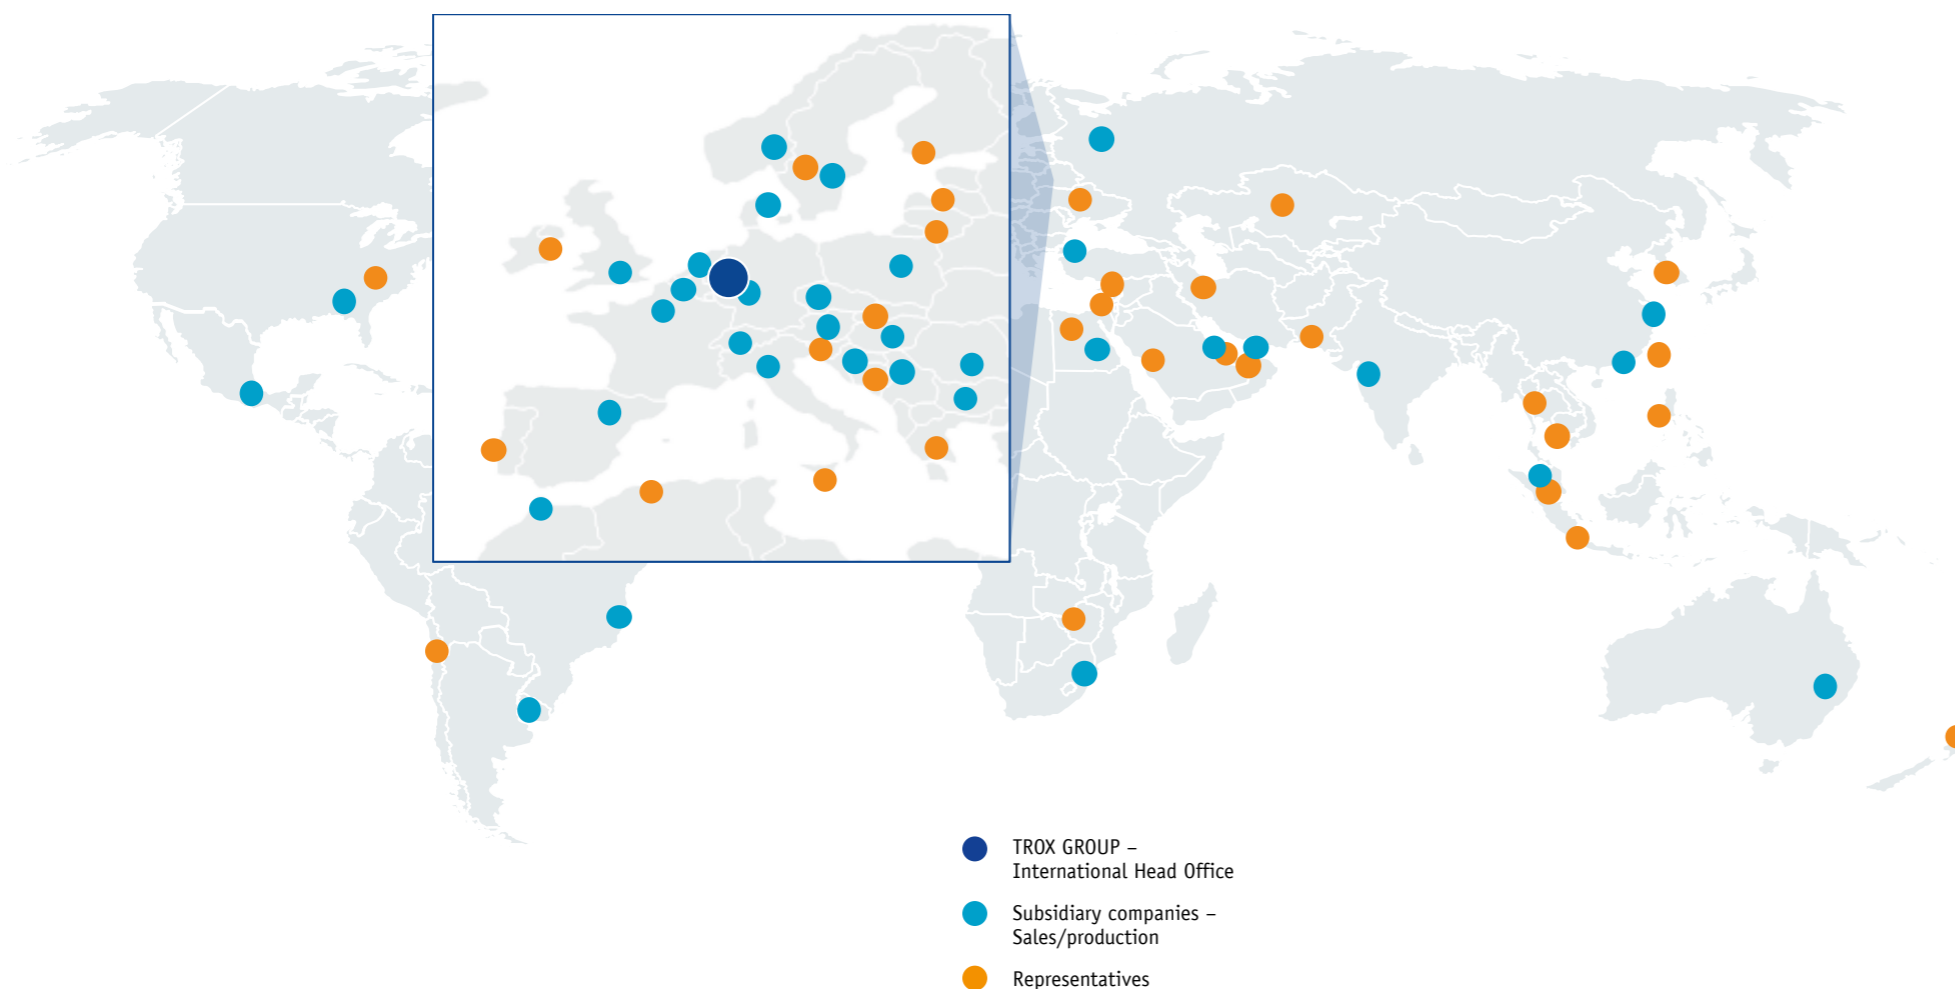 TROX GROUP –
International Head Office
Subsidiary companies –
Sales/production
Representatives